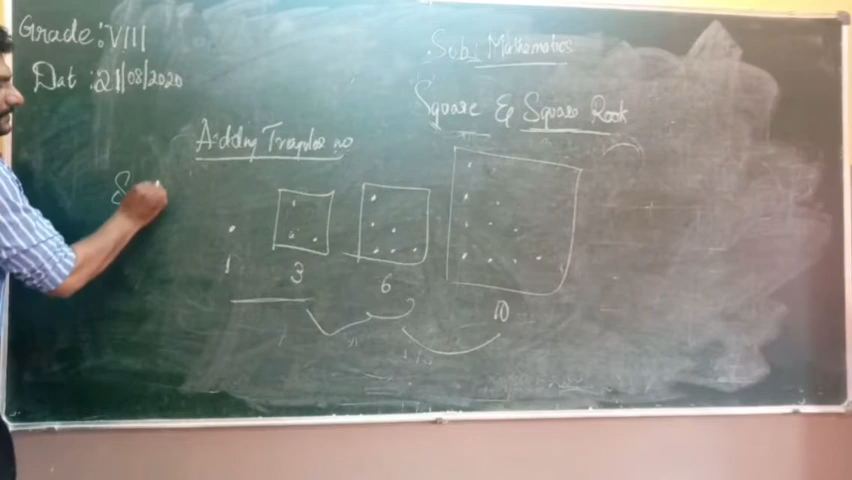 Grade: VIII
Dat : 21/08/2020
Sub: Mathematics
Square & Square Root
Adding Triangular no
S
1 3 6 10